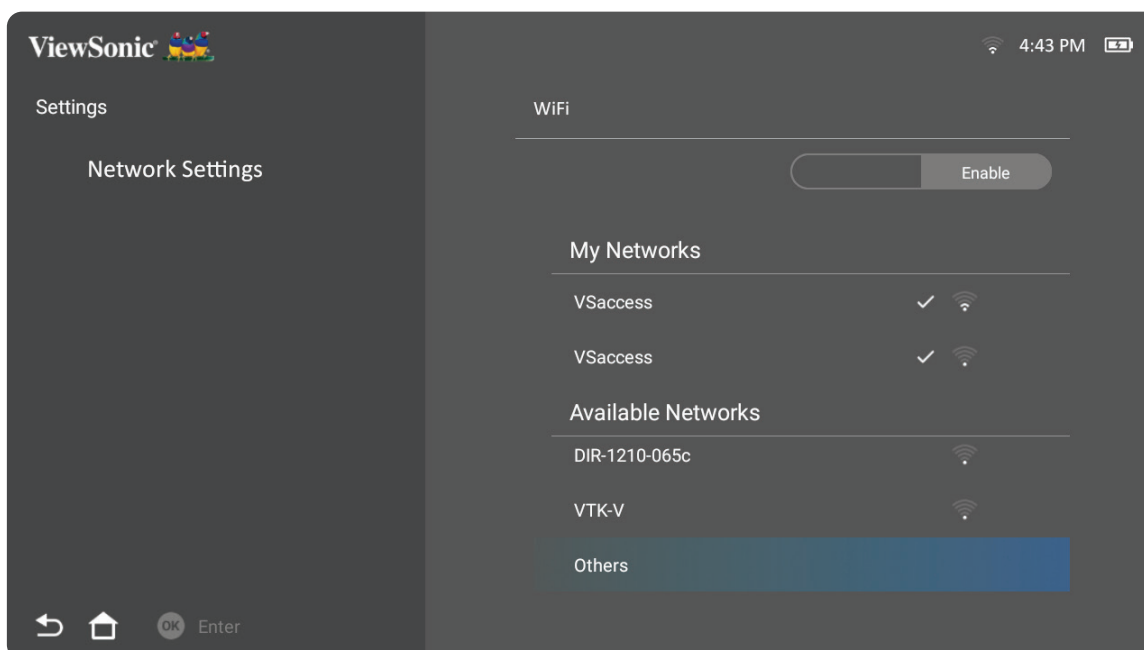 ViewSonic
4:43 PM
Settings
WiFi
Network Settings
Enable
My Networks
VSaccess
VSaccess
Available Networks
DIR-1210-065c
VTK-V
Others
OK Enter